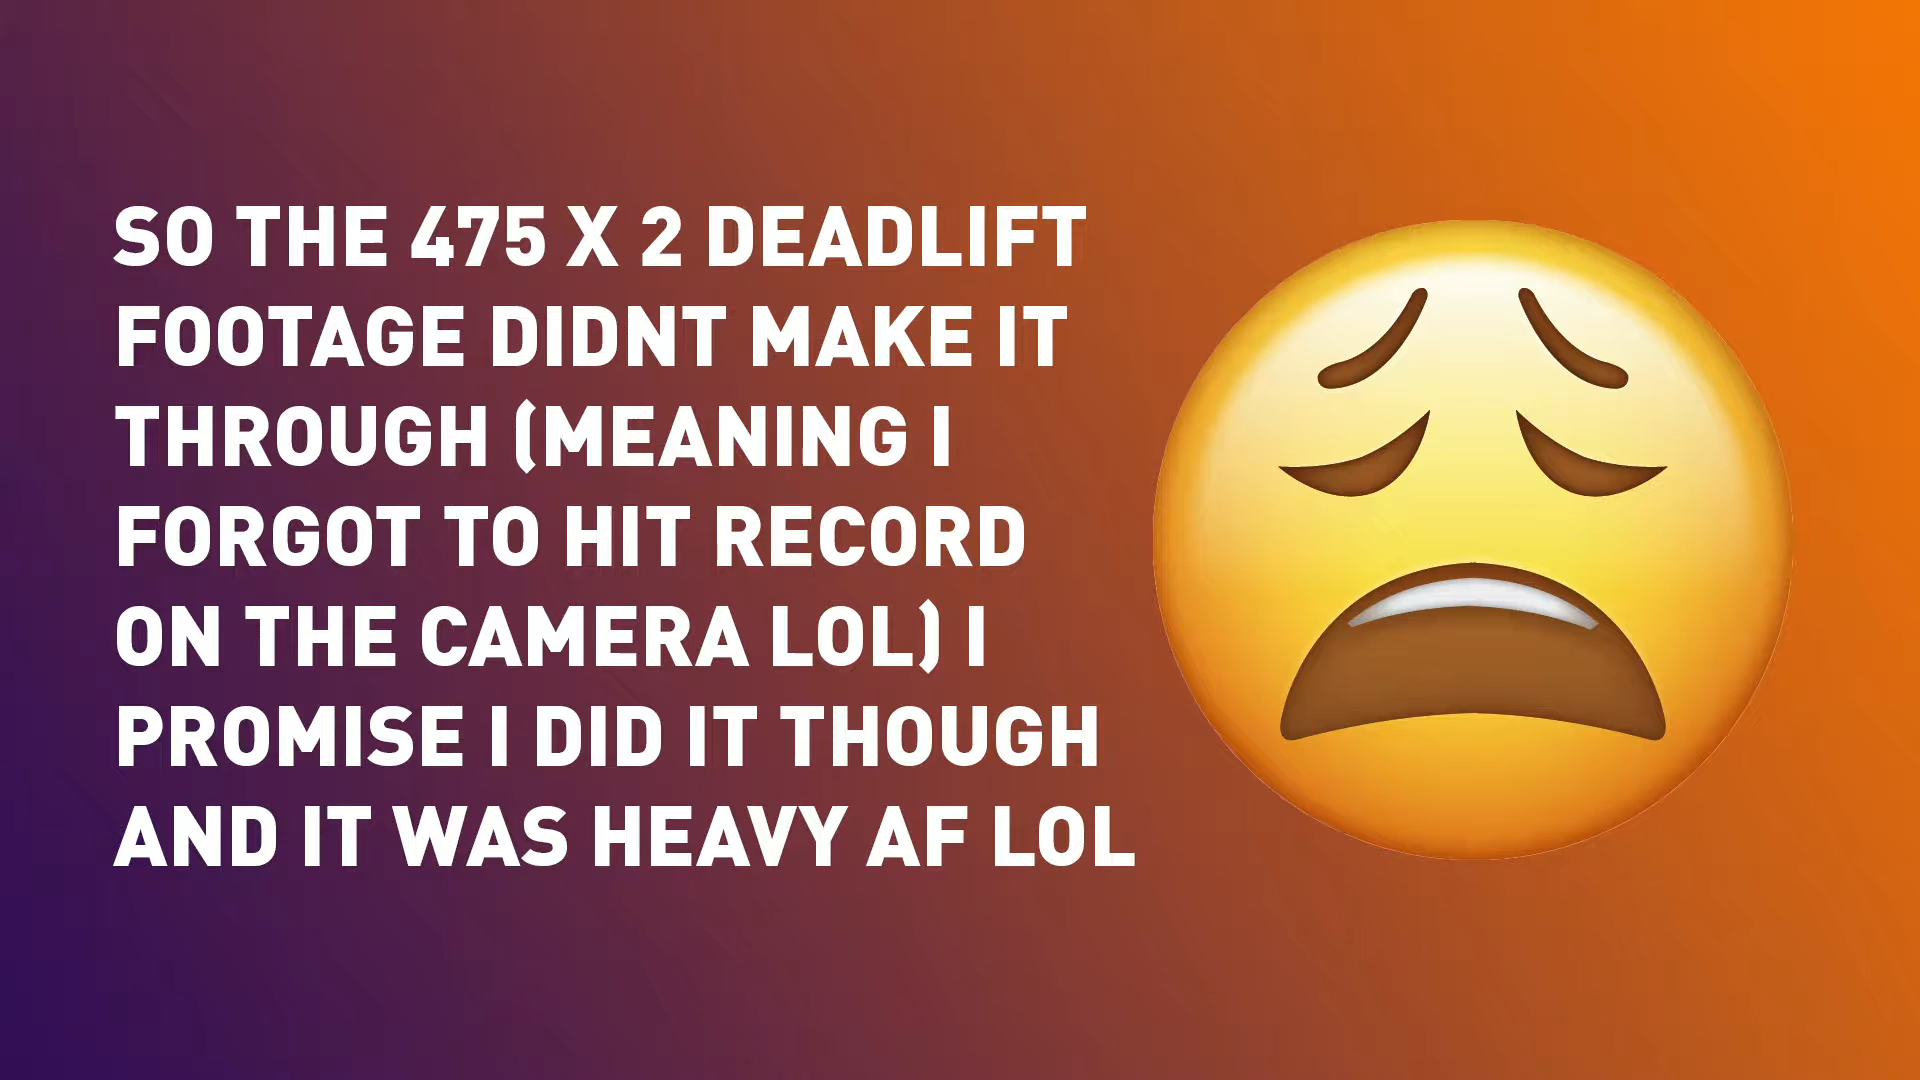 SO THE 475 X 2 DEADLIFT
FOOTAGE DIDNT MAKE IT
THROUGH (MEANING I
FORGOT TO HIT RECORD
ON THE CAMERA LOL) I
PROMISE I DID IT THOUGH
AND IT WAS HEAVY AF LOL